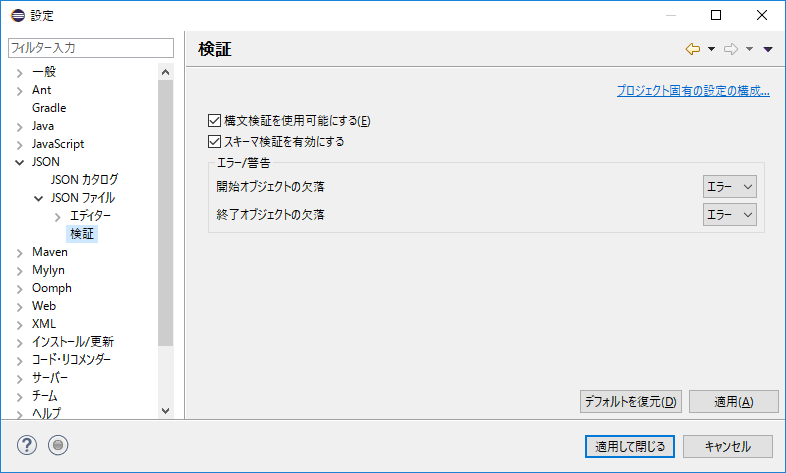 設定
フィルター入力
一般
Ant
Gradle
Java
JavaScript
JSON
JSON カタログ
JSON ファイル
エディター
検証
Maven
Mylyn
Oomph
Web
XML
インストール/更新
コード・リコメンダー
サーバー
チーム
ヘルプ
検証
プロジェクト固有の設定の構成...
構文検証を使用可能にする(E)
スキーマ検証を有効にする
エラー/警告
開始オブジェクトの欠落 エラー
終了オブジェクトの欠落 エラー
デフォルトを復元(D) 適用(A)
適用して閉じる キャンセル